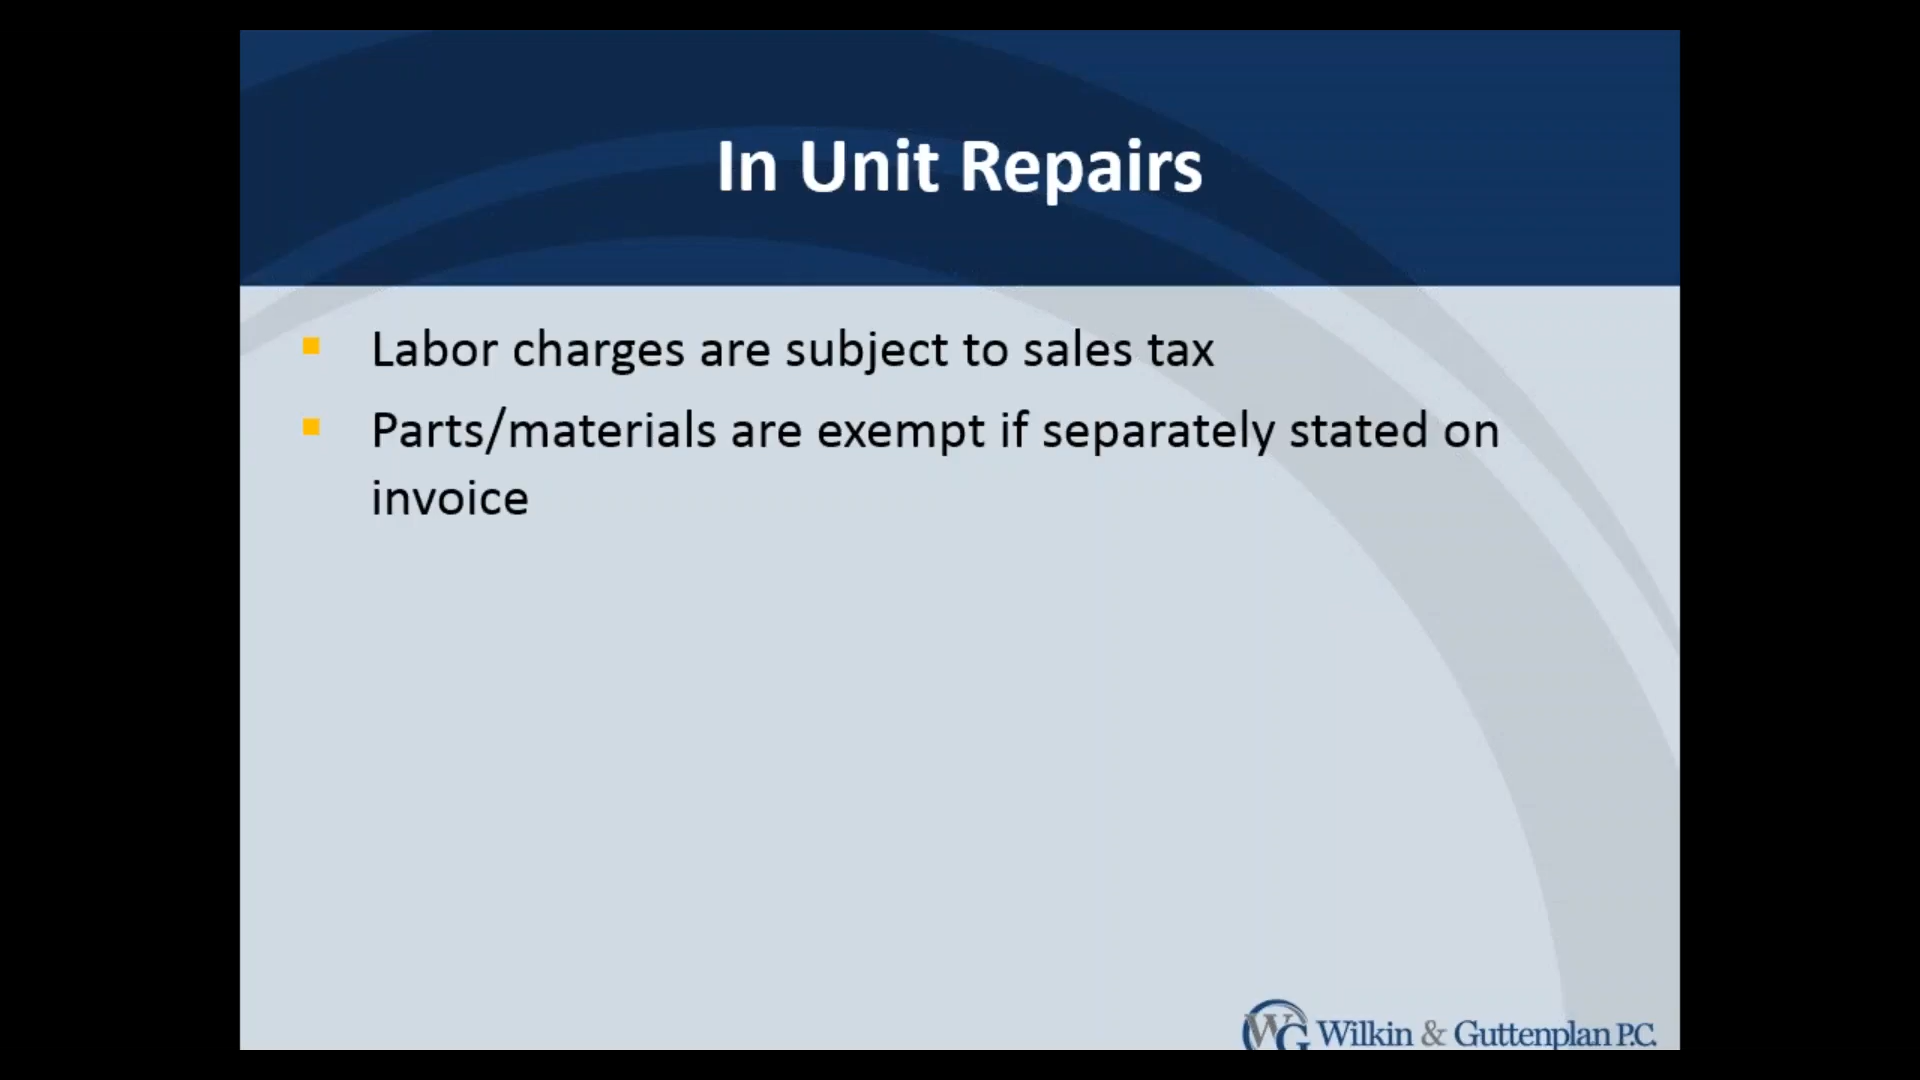 In Unit Repairs
Labor charges are subject to sales tax
Parts/materials are exempt if separately stated on
invoice
WG Wilkin & Guttenplan P.C.